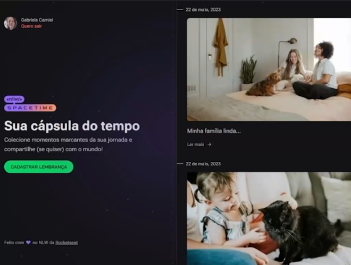 Gabriela Carniel
Quero sair
SPACETIME
Sua cápsula do tempo
Colecione momentos marcantes da sua jornada e
compartilhe (se quiser) com o mundo!
CADASTRAR LEMBRANÇA
Feito com 💜 no NLW da Rocketseat
22 de maio, 2023
Minha família linda...
Ler mais →
22 de maio, 2023